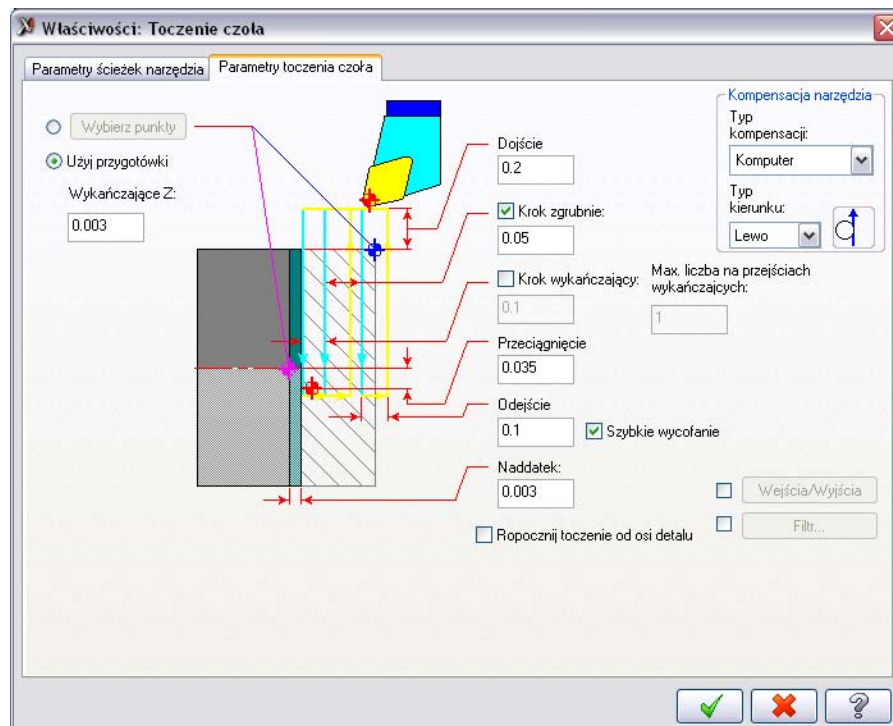 Właściwości: Toczenie czoła
Parametry ścieżek narzędzia
Parametry toczenia czoła
Wybierz punkty
Użyj przygotówki
Wykańczające Z:
0.003
Dojście
0.2
Krok zgrubnie:
0.05
Krok wykańczający:
0.1
Max. liczba na przejściach
wykańczajcych:
1
Przeciągnięcie
0.035
Odejście
0.1
Szybkie wycofanie
Naddatek:
0.003
Ropocznij toczenie od osi detalu
Kompensacja narzędzia
Typ
kompensacji:
Komputer
Typ
kierunku:
Lewo
Wejścia/Wyjścia
Filtr...